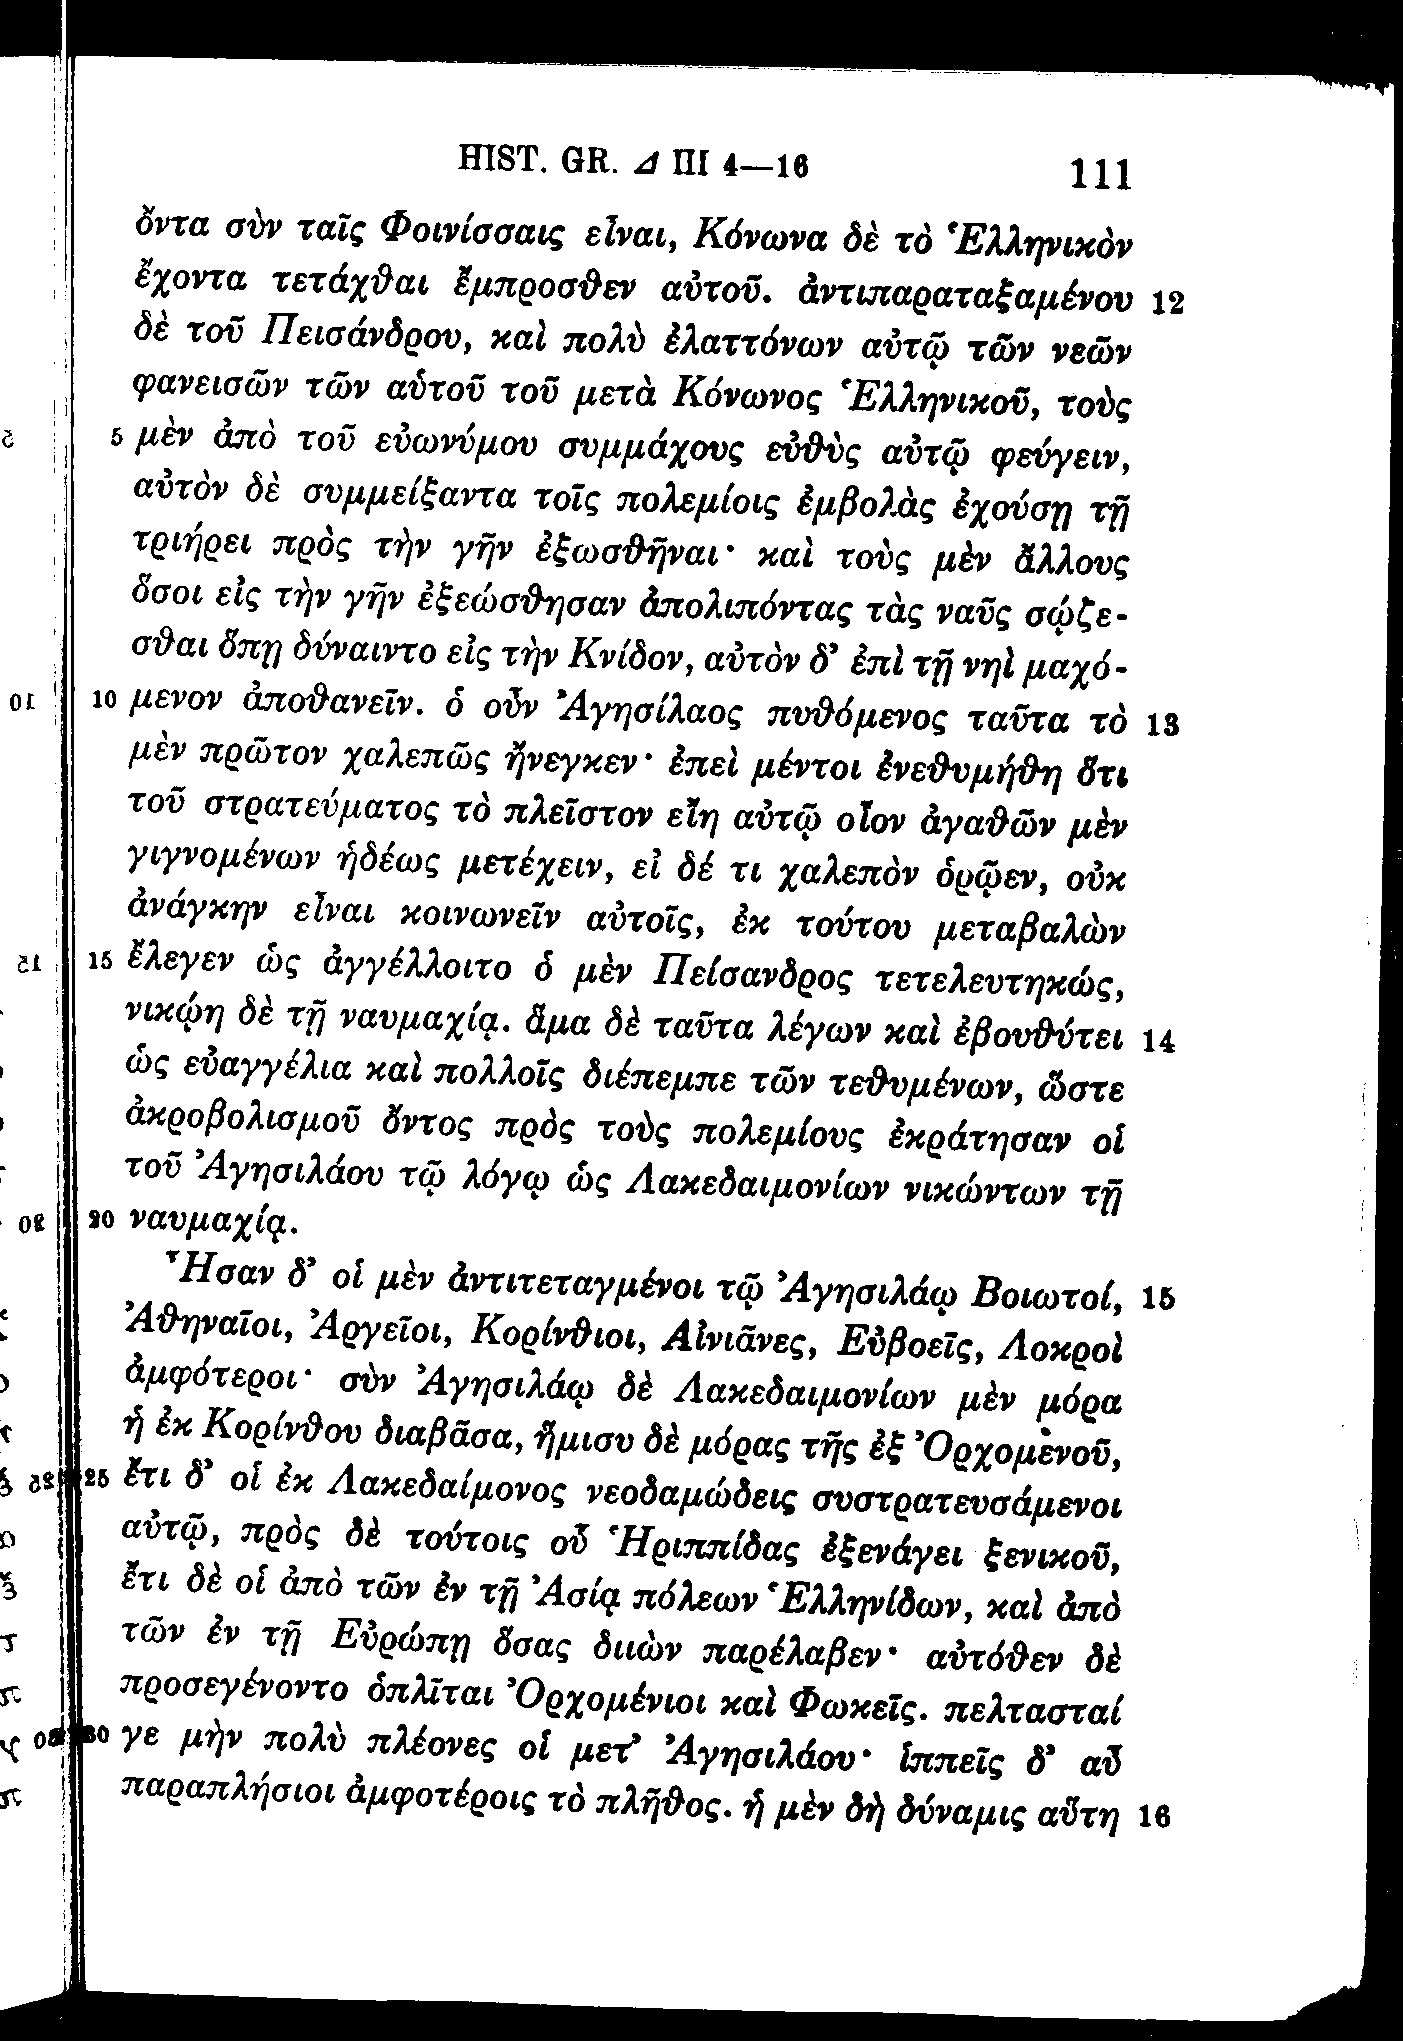 HIST. GR. Δ III 4—16 111
ὄντα σὺν ταῖς Φοινίσσαις εἶναι, Κόνωνα δὲ τὸ Ἑλληνικὸν
ἔχοντα τετάχθαι ἔμπροσθεν αὐτοῦ. ἀντιπαραταξαμένου 12
δὲ τοῦ Πεισάνδρου, καὶ πολὺ ἐλαττόνων αὐτῷ τῶν νεῶν
φανεισῶν τῶν αὑτοῦ τοῦ μετὰ Κόνωνος Ἑλληνικοῦ, τοὺς
5 μὲν ἀπὸ τοῦ εὐωνύμου συμμάχους εὐθὺς αὐτῷ φεύγειν,
αὐτὸν δὲ συμμείξαντα τοῖς πολεμίοις ἐμβολὰς ἐχούσῃ τῇ
τριήρει πρὸς τὴν γῆν ἐξωσθῆναι· καὶ τοὺς μὲν ἄλλους
ὅσοι εἰς τὴν γῆν ἐξεώσθησαν ἀπολιπόντας τὰς ναῦς σῴζε-
σθαι ὅπῃ δύναιντο εἰς τὴν Κνίδον, αὐτὸν δ’ ἐπὶ τῇ νηὶ μαχό-
10 μενον ἀποθανεῖν. ὁ οὖν Ἀγησίλαος πυθόμενος ταῦτα τὸ 13
μὲν πρῶτον χαλεπῶς ἤνεγκεν· ἐπεὶ μέντοι ἐνεθυμήθη ὅτι
τοῦ στρατεύματος τὸ πλεῖστον εἴη αὐτῷ οἷον ἀγαθῶν μὲν
γιγνομένων ἡδέως μετέχειν, εἰ δέ τι χαλεπὸν ὁρῷεν, οὐκ
ἀνάγκην εἶναι κοινωνεῖν αὐτοῖς, ἐκ τούτου μεταβαλὼν
15 ἔλεγεν ὡς ἀγγέλλοιτο ὁ μὲν Πείσανδρος τετελευτηκώς,
νικῴη δὲ τῇ ναυμαχίᾳ. ἅμα δὲ ταῦτα λέγων καὶ ἐβουθύτει 14
ὡς εὐαγγέλια καὶ πολλοῖς διέπεμπε τῶν τεθυμένων, ὥστε
ἀκροβολισμοῦ ὄντος πρὸς τοὺς πολεμίους ἐκράτησαν οἱ
τοῦ Ἀγησιλάου τῷ λόγῳ ὡς Λακεδαιμονίων νικώντων τῇ
20 ναυμαχίᾳ.
Ἦσαν δ’ οἱ μὲν ἀντιτεταγμένοι τῷ Ἀγησιλάῳ Βοιωτοί, 15
Ἀθηναῖοι, Ἀργεῖοι, Κορίνθιοι, Αἰνιᾶνες, Εὐβοεῖς, Λοκροὶ
ἀμφότεροι· σὺν Ἀγησιλάῳ δὲ Λακεδαιμονίων μὲν μόρα
ἡ ἐκ Κορίνθου διαβᾶσα, ἥμισυ δὲ μόρας τῆς ἐξ Ὀρχομενοῦ,
25 ἔτι δ’ οἱ ἐκ Λακεδαίμονος νεοδαμώδεις συστρατευσάμενοι
αὐτῷ, πρὸς δὲ τούτοις οὗ Ἡριππίδας ἐξενάγει ξενικοῦ,
ἔτι δὲ οἱ ἀπὸ τῶν ἐν τῇ Ἀσίᾳ πόλεων Ἑλληνίδων, καὶ ἀπὸ
τῶν ἐν τῇ Εὐρώπῃ ὅσας διιὼν παρέλαβεν· αὐτόθεν δὲ
προσεγένοντο ὁπλῖται Ὀρχομένιοι καὶ Φωκεῖς. πελτασταί
30 γε μὴν πολὺ πλέονες οἱ μετ’ Ἀγησιλάου· ἱππεῖς δ’ αὖ
παραπλήσιοι ἀμφοτέροις τὸ πλῆθος. ἡ μὲν δὴ δύναμις αὕτη 16